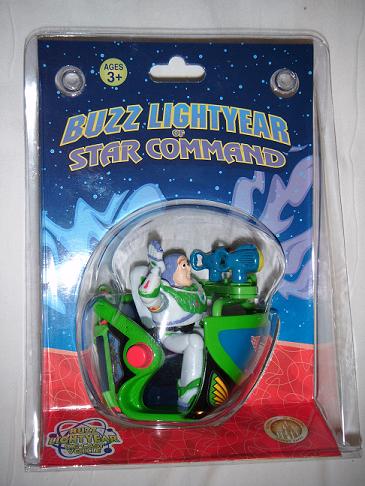 AGES
3+
BUZZ LIGHTYEAR
OF
STAR COMMAND
BUZZ
LIGHTYEAR